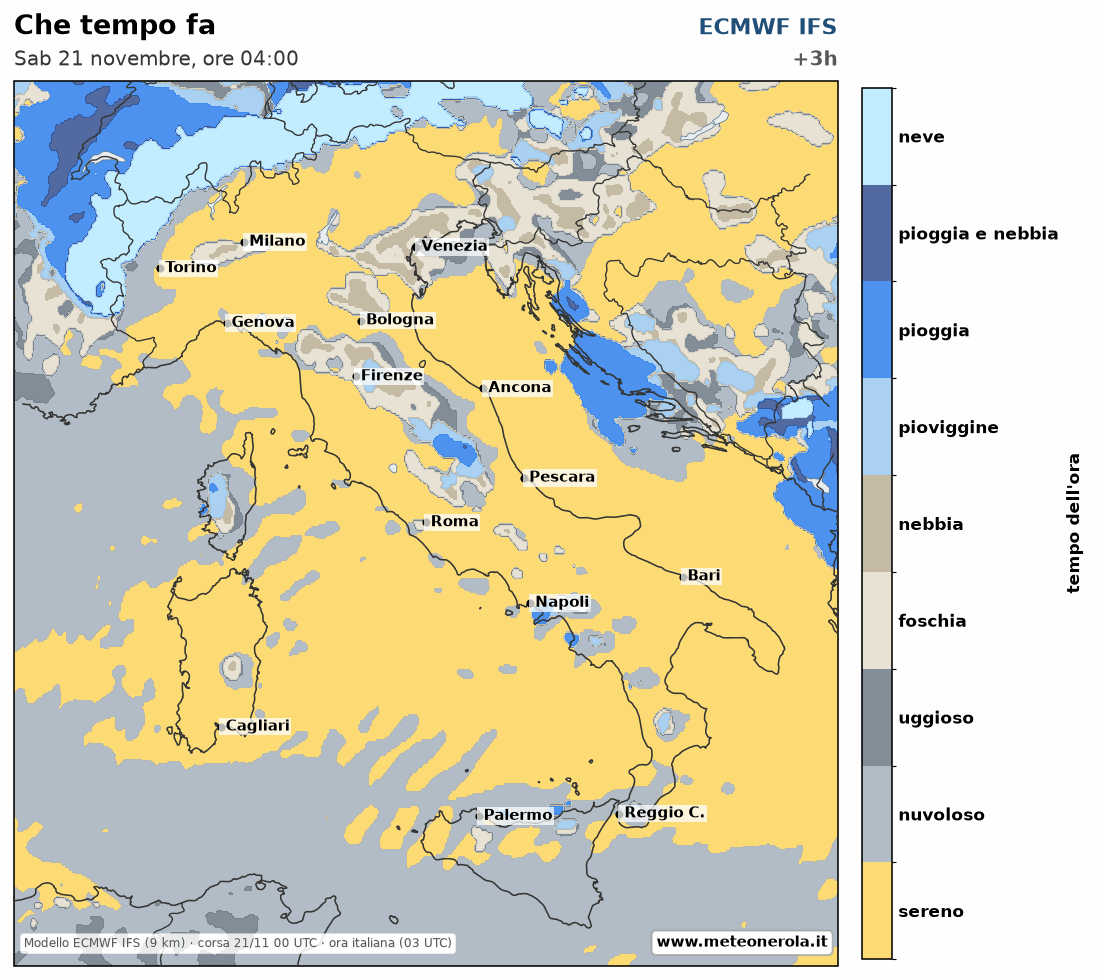 Che tempo fa
ECMWF IFS
Sab 21 novembre, ore 04:00
+3h
neve
pioggia e nebbia
pioggia
pioviggine
nebbia
foschia
uggioso
nuvoloso
sereno
tempo dell'ora
Milano
Venezia
Torino
Genova
Bologna
Firenze
Ancona
Pescara
Roma
Bari
Napoli
Cagliari
Palermo
Reggio C.
Modello ECMWF IFS (9 km) · corsa 21/11 00 UTC · ora italiana (03 UTC)
www.meteonerola.it